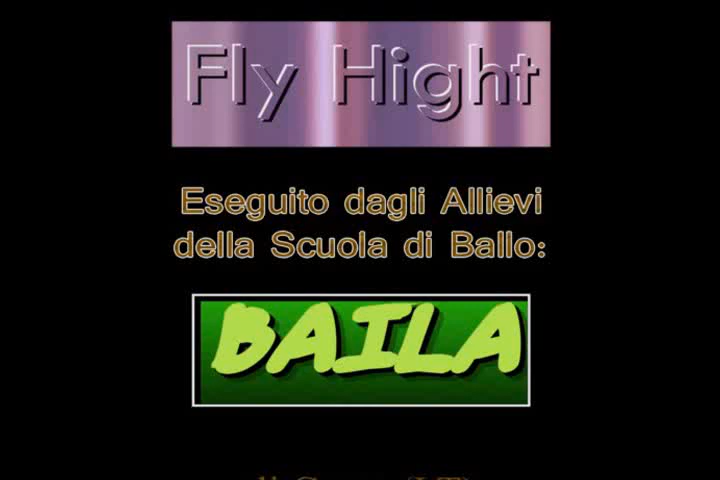 Fly Hight
Eseguito dagli Allievi
della Scuola di Ballo:
BAILA